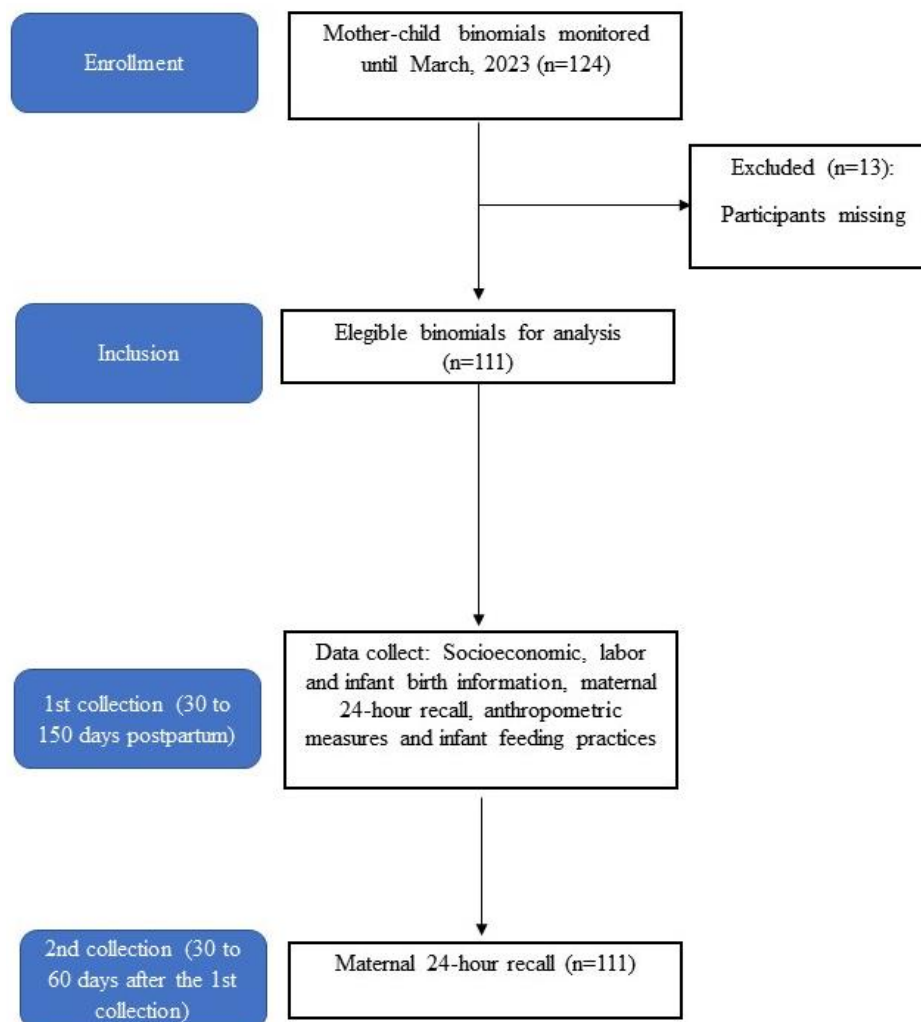 Enrollment
Mother-child binomials monitored
until March, 2023 (n=124)
Excluded (n=13):
Participants missing
Inclusion
Elegible binomials for analysis
(n=111)
1st collection (30 to
150 days postpartum)
Data collect: Socioeconomic, labor
and infant birth information, maternal
24-hour recall, anthropometric
measures and infant feeding practices
2nd collection (30 to
60 days after the 1st
collection)
Maternal 24-hour recall (n=111)